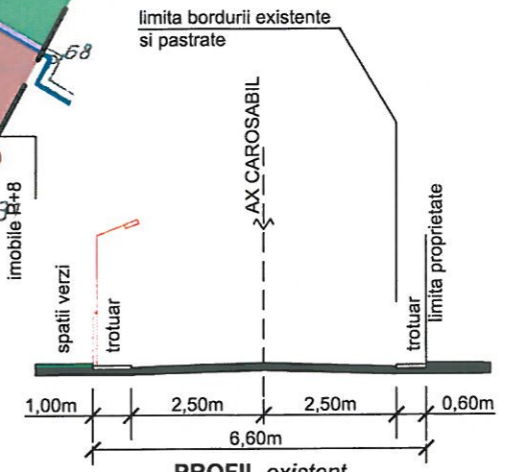 limita bordurii existente
si pastrate
68
AX CAROSABIL
imobile P+8
spatii verzi
trotuar
trotuar
limita proprietate
1,00m
2,50m
2,50m
0,60m
6,60m
PROFIL existent